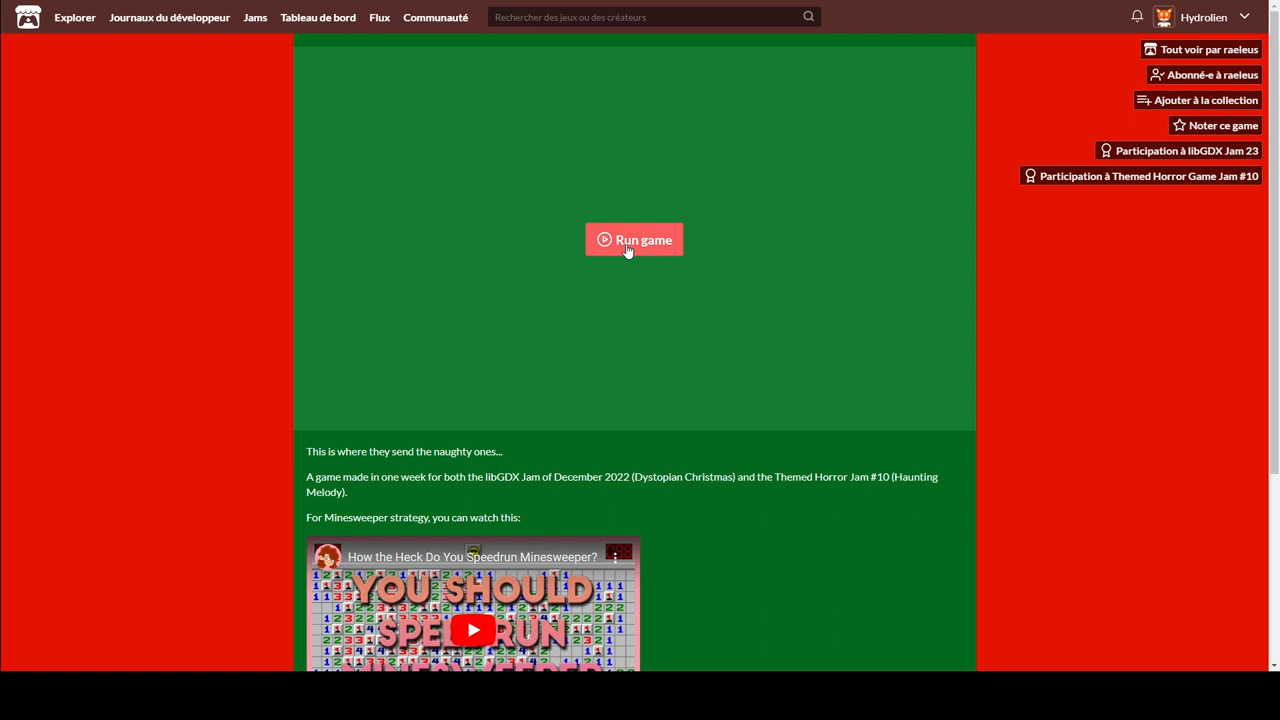 Explorer Journaux du développeur Jams Tableau de bord Flux Communauté Rechercher des jeux ou des créateurs Hydrolien
Tout voir par raeleus
Abonné·e à raeleus
Ajouter à la collection
Noter ce game
Participation à libGDX Jam 23
Participation à Themed Horror Game Jam #10
Run game
This is where they send the naughty ones...
A game made in one week for both the libGDX Jam of December 2022 (Dystopian Christmas) and the Themed Horror Jam #10 (Haunting
Melody).
For Minesweeper strategy, you can watch this:
How the Heck Do You Speedrun Minesweeper?
YOU SHOULD
SPEEDRUN
MINESWEEPER